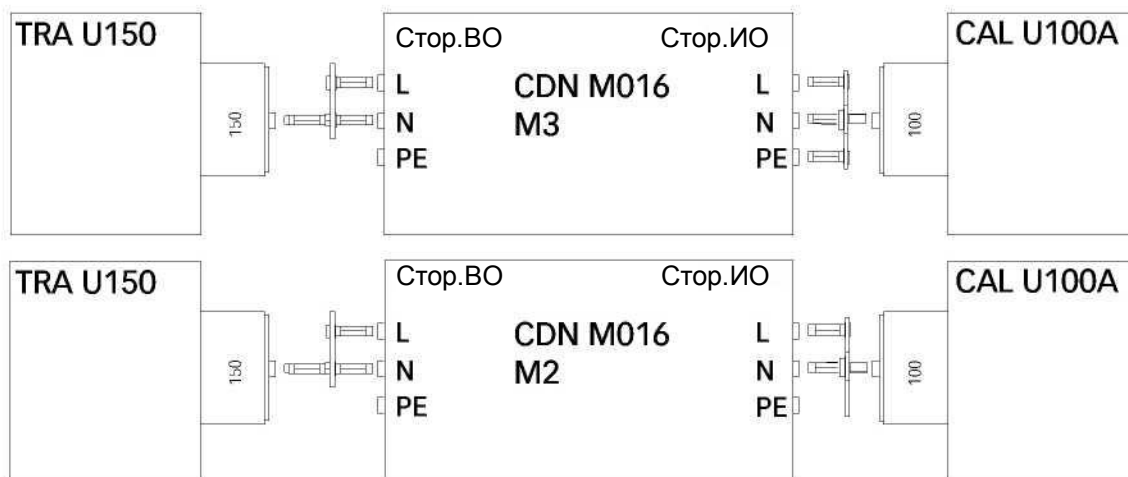 TRA U150
Стор.ВО Стор.ИО
CAL U100A
L CDN M016 L
150 N M3 N 100
PE PE
TRA U150
Стор.ВО Стор.ИО
CAL U100A
L CDN M016 L
150 N M2 N 100
PE PE